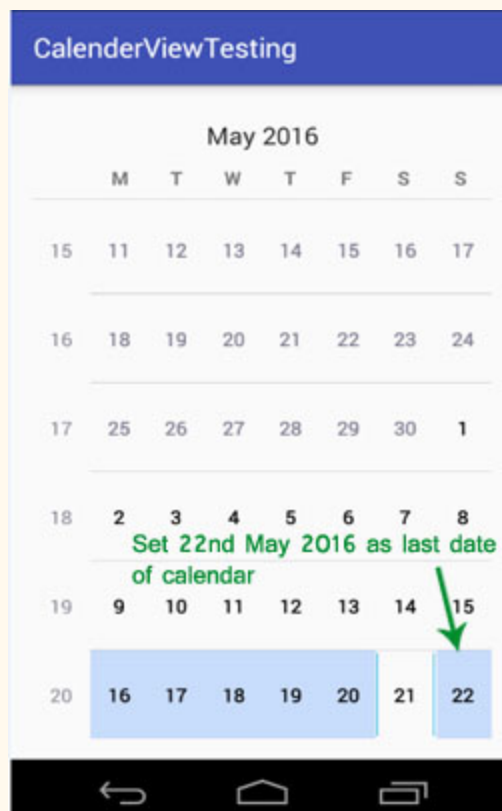 CalenderViewTesting
May 2016
M T W T F S S
15 11 12 13 14 15 16 17
16 18 19 20 21 22 23 24
17 25 26 27 28 29 30 1
18 2 3 4 5 6 7 8
Set 22nd May 2016 as last date
of calendar
19 9 10 11 12 13 14 15
20 16 17 18 19 20 21 22